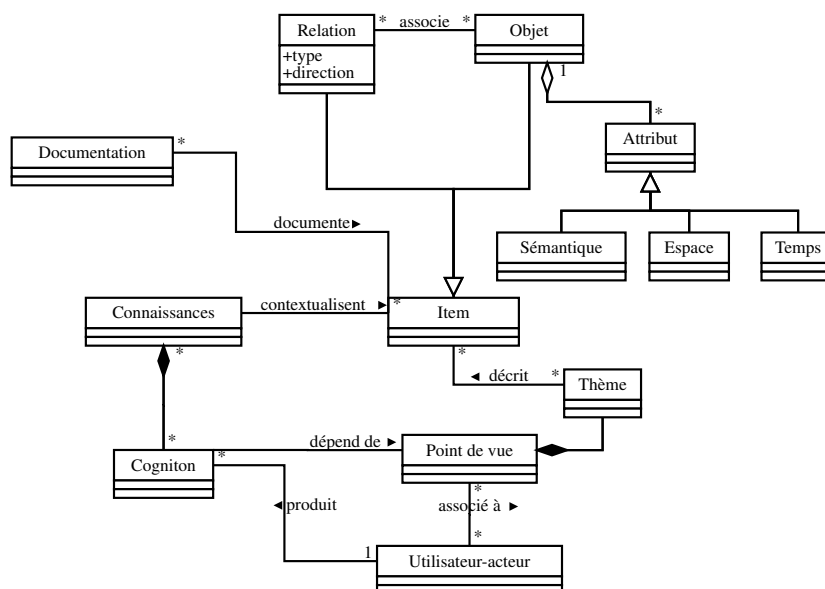 Relation
* associe *
Objet
+type
+direction
1
*
Attribut
Documentation
*
documente►
Sémantique
Espace
Temps
Connaissances
contextualisent ►
*
Item
*
*
◄ décrit
*
Thème
*
dépend de ►
Point de vue
Cogniton
*
*
◄produit
associé à ►
*
1
Utilisateur-acteur